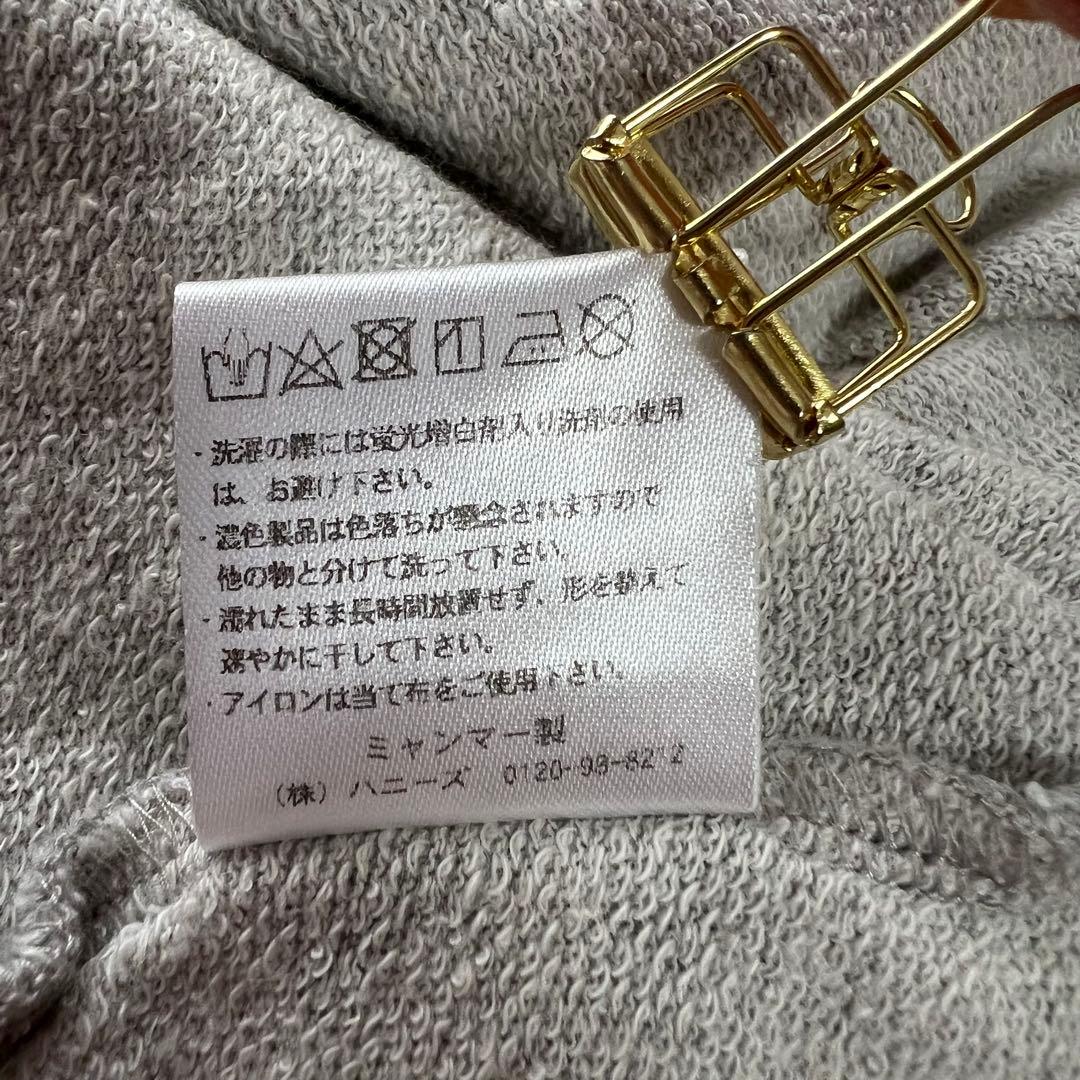 ・洗濯の際には蛍光増白剤入り洗剤の使用
は、お避け下さい。
・濃色製品は色落ちが懸念されますので
他の物と分けて洗って下さい。
・濡れたまま長時間放置せず、形を整えて
速やかに干して下さい。
・アイロンは当て布をご使用下さい。
ミャンマー製
（株）ハニーズ 0120-98-8212